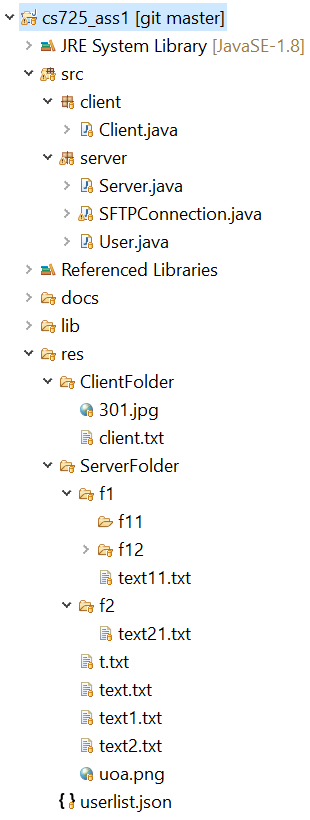 cs725_ass1 [git master]
JRE System Library [JavaSE-1.8]
src
client
Client.java
server
Server.java
SFTPConnection.java
User.java
Referenced Libraries
docs
lib
res
ClientFolder
301.jpg
client.txt
ServerFolder
f1
f11
f12
text11.txt
f2
text21.txt
t.txt
text.txt
text1.txt
text2.txt
uoa.png
userlist.json